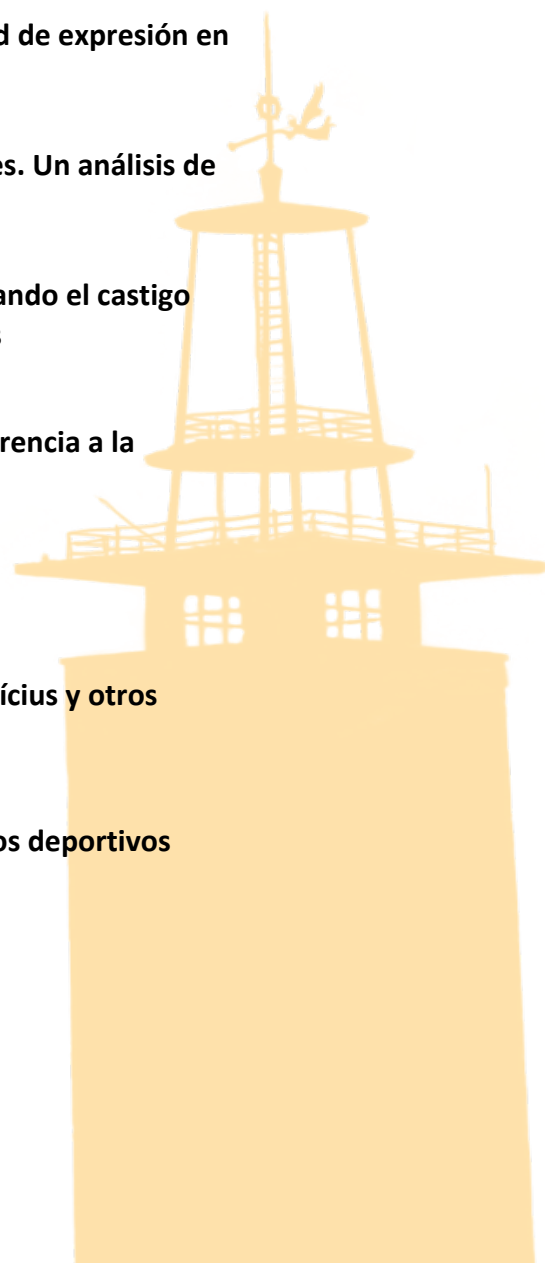 d de expresión en
es. Un análisis de
ando el castigo
s
rencia a la
ícius y otros
os deportivos